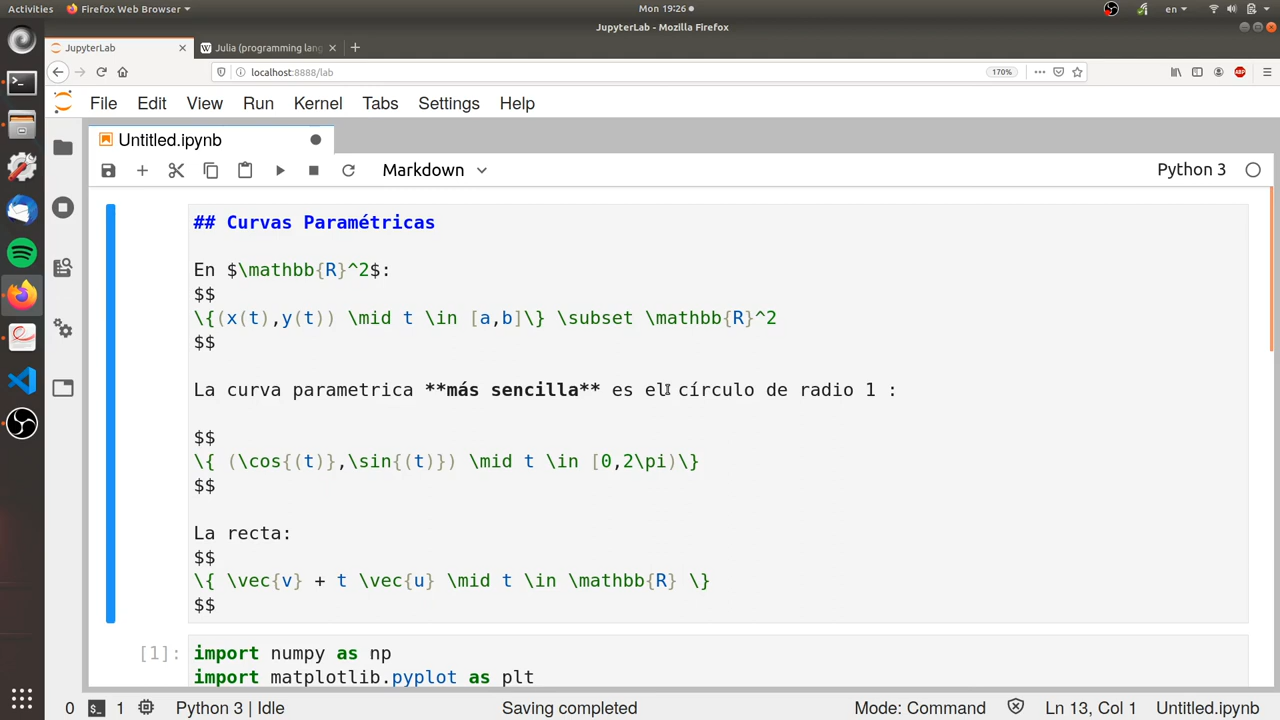 Activities Firefox Web Browser Mon 19:26 en
JupyterLab - Mozilla Firefox
JupyterLab Julia (programming lang
localhost:8888/lab 170% ABP
File Edit View Run Kernel Tabs Settings Help
Untitled.ipynb
Markdown Python 3
## Curvas Paramétricas
En $\mathbb{R}^2$:
$$
\{(x(t),y(t)) \mid t \in [a,b]\} \subset \mathbb{R}^2
$$
La curva parametrica **más sencilla** es el círculo de radio 1 :
$$
\{ (\cos{(t)},\sin{(t)}) \mid t \in [0,2\pi)\}
$$
La recta:
$$
\{ \vec{v} + t \vec{u} \mid t \in \mathbb{R} \}
$$
[1]: import numpy as np
import matplotlib.pyplot as plt
0 1 Python 3 | Idle Saving completed Mode: Command Ln 13, Col 1 Untitled.ipynb